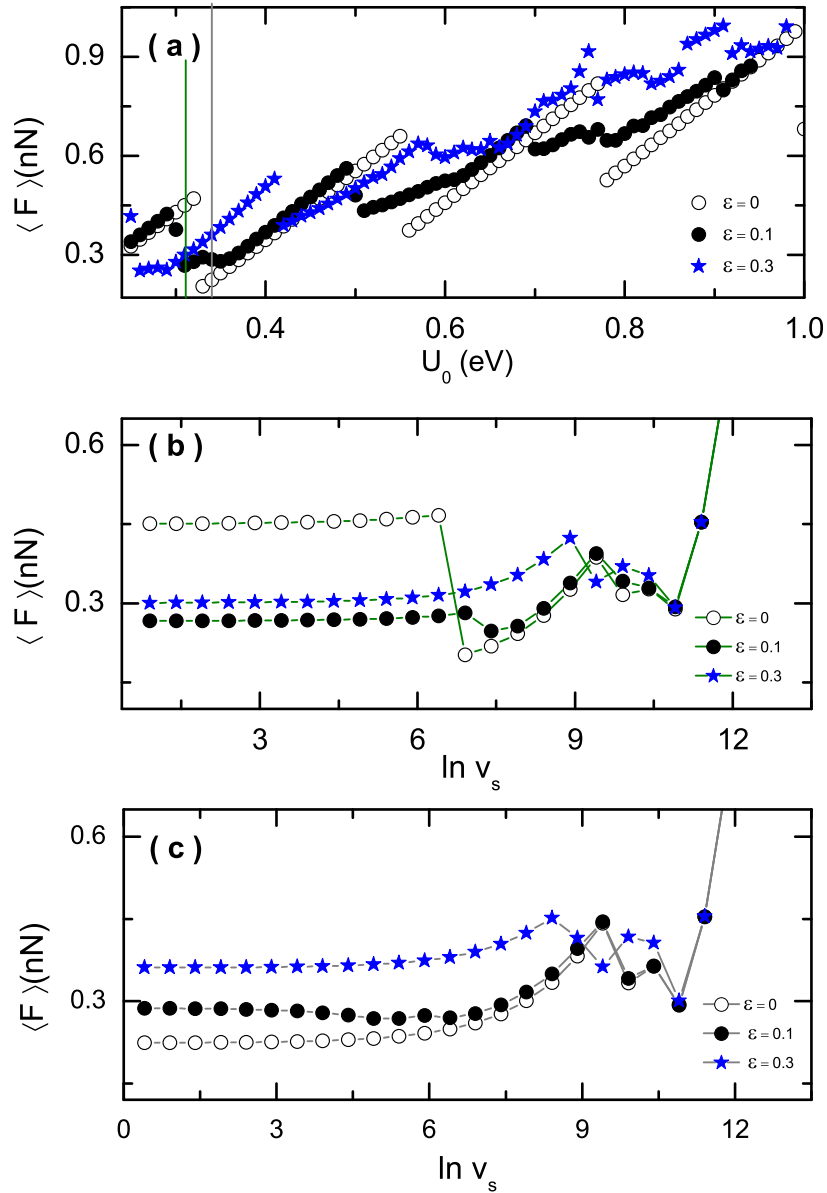 ( a )
0.9
0.6
0.3
⟨ F ⟩(nN)
ε = 0
ε = 0.1
ε = 0.3
0.4 0.6 0.8 1.0
U0 (eV)
( b )
0.6
0.3
⟨ F ⟩(nN)
ε = 0
ε = 0.1
ε = 0.3
3 6 9 12
ln vs
( c )
0.6
0.3
⟨ F ⟩(nN)
ε = 0
ε = 0.1
ε = 0.3
0 3 6 9 12
ln vs